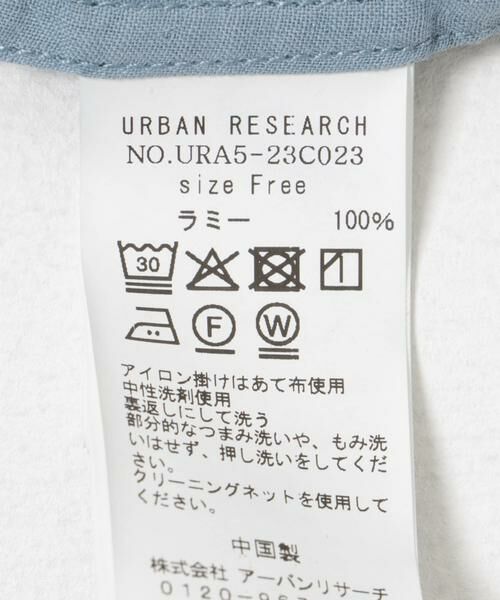 URBAN RESEARCH
NO.URA5-23C023
size Free
ラミー 100%
30
F W
アイロン掛けはあて布使用
中性洗剤使用
裏返しにして洗う
部分的なつまみ洗いや、もみ洗
いはせず、押し洗いをしてくだ
さい。
クリーニングネットを使用して
ください。
中国製
株式会社 アーバンリサーチ